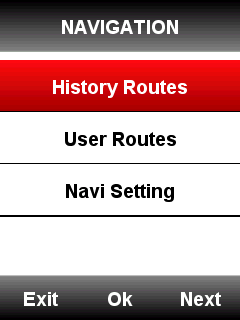 NAVIGATION
History Routes
User Routes
Navi Setting
Exit Ok Next